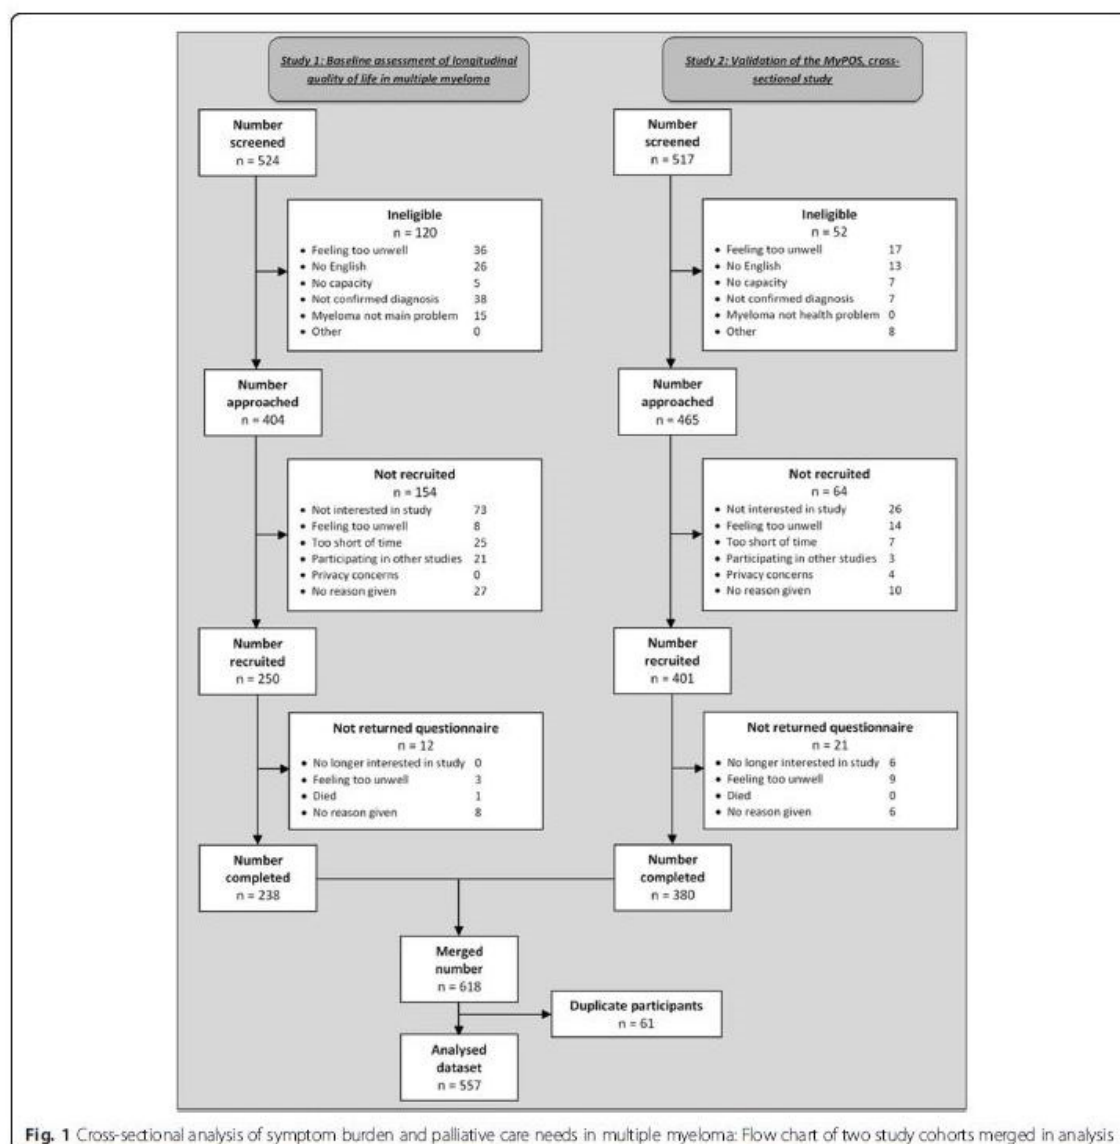 Study 1: Baseline assessment of longitudinal
quality of life in multiple myeloma
Number
screened
n = 524
Ineligible
n = 120
• Feeling too unwell 36
• No English 26
• No capacity 5
• Not confirmed diagnosis 38
• Myeloma not main problem 15
• Other 0
Number
approached
n = 404
Not recruited
n = 154
• Not interested in study 73
• Feeling too unwell 8
• Too short of time 25
• Participating in other studies 21
• Privacy concerns 0
• No reason given 27
Number
recruited
n = 250
Not returned questionnaire
n = 12
• No longer interested in study 0
• Feeling too unwell 3
• Died 1
• No reason given 8
Number
completed
n = 238
Study 2: Validation of the MyPOS, cross-
sectional study
Number
screened
n = 517
Ineligible
n = 52
• Feeling too unwell 17
• No English 13
• No capacity 7
• Not confirmed diagnosis 7
• Myeloma not health problem 0
• Other 8
Number
approached
n = 465
Not recruited
n = 64
• Not interested in study 26
• Feeling too unwell 14
• Too short of time 7
• Participating in other studies 3
• Privacy concerns 4
• No reason given 10
Number
recruited
n = 401
Not returned questionnaire
n = 21
• No longer interested in study 6
• Feeling too unwell 9
• Died 0
• No reason given 6
Number
completed
n = 380
Merged
number
n = 618
Duplicate participants
n = 61
Analysed
dataset
n = 557
Fig. 1 Cross-sectional analysis of symptom burden and palliative care needs in multiple myeloma: Flow chart of two study cohorts merged in analysis